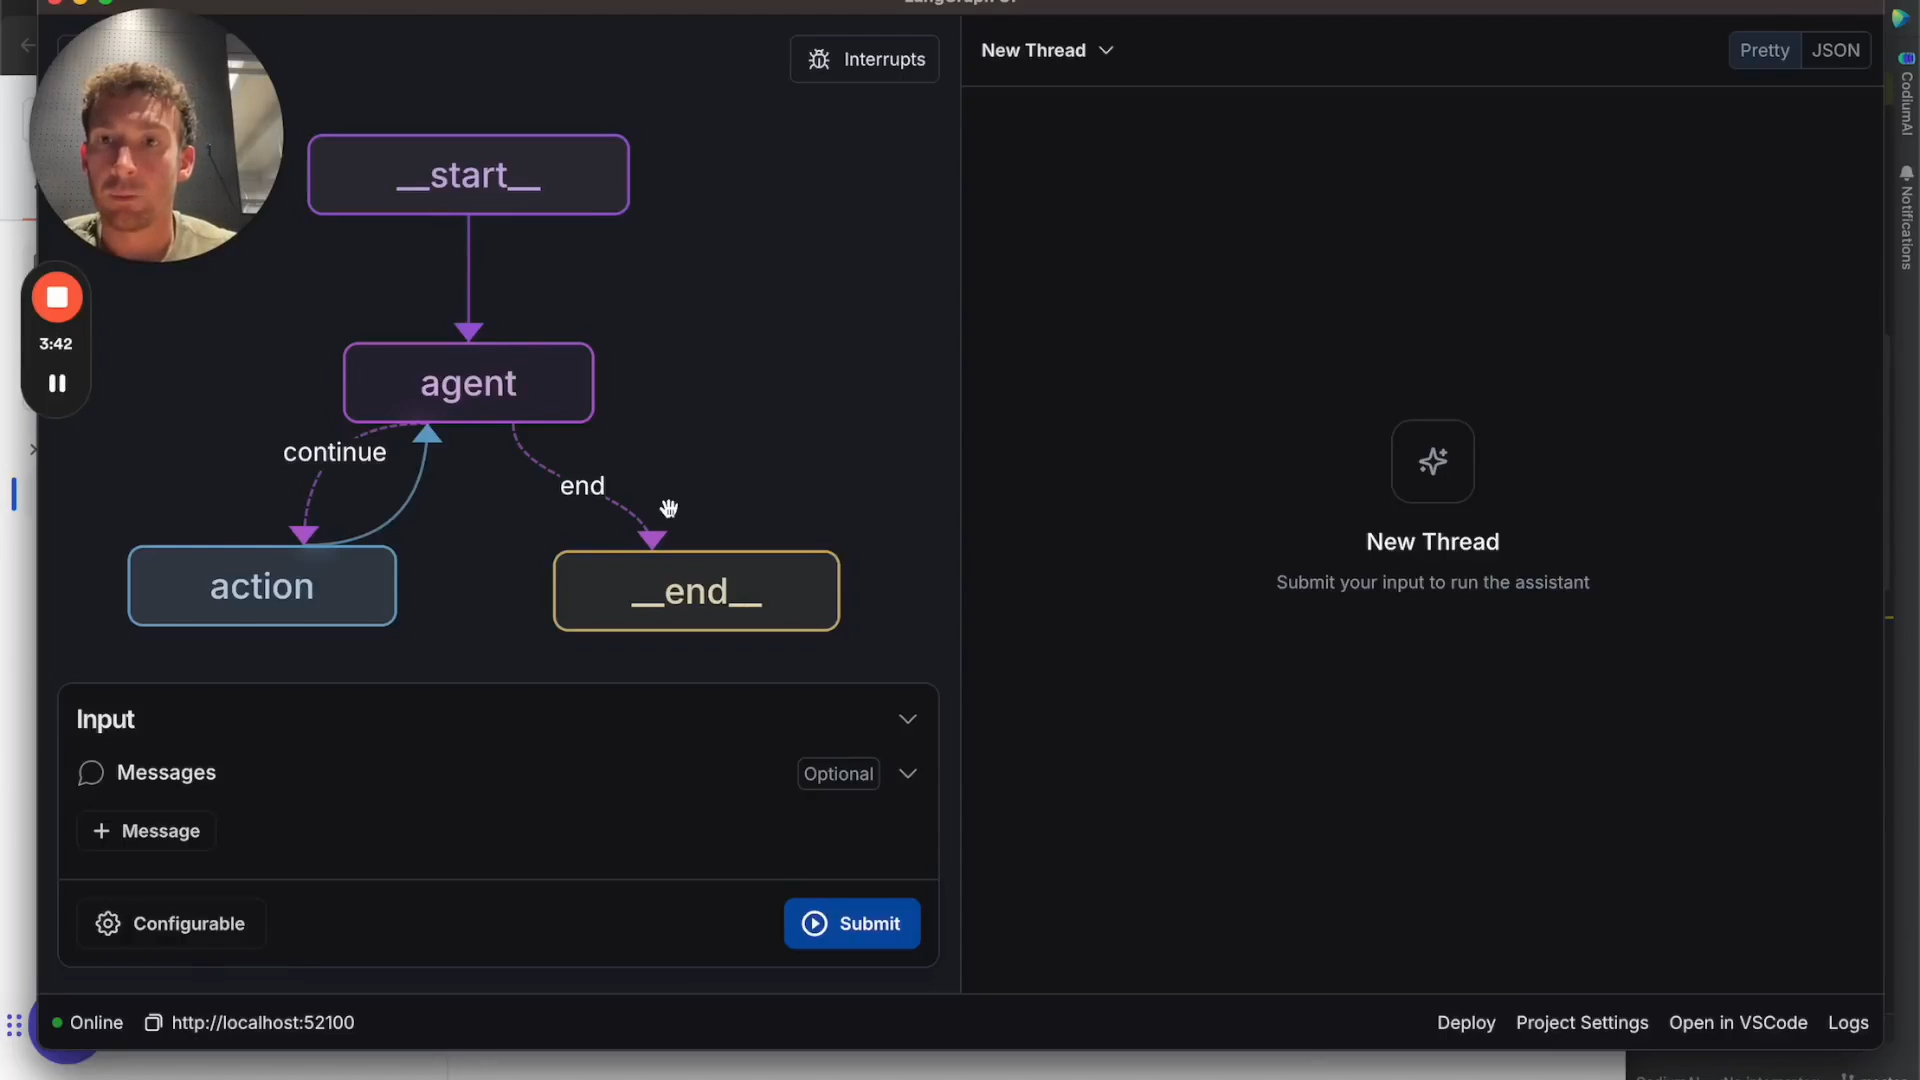 Interrupts
New Thread
Pretty
JSON
CodiumAI
Notifications
__start__
3:42
agent
continue
end
action
__end__
New Thread
Submit your input to run the assistant
Input
Messages
Optional
+ Message
Configurable
Submit
Online
http://localhost:52100
Deploy
Project Settings
Open in VSCode
Logs